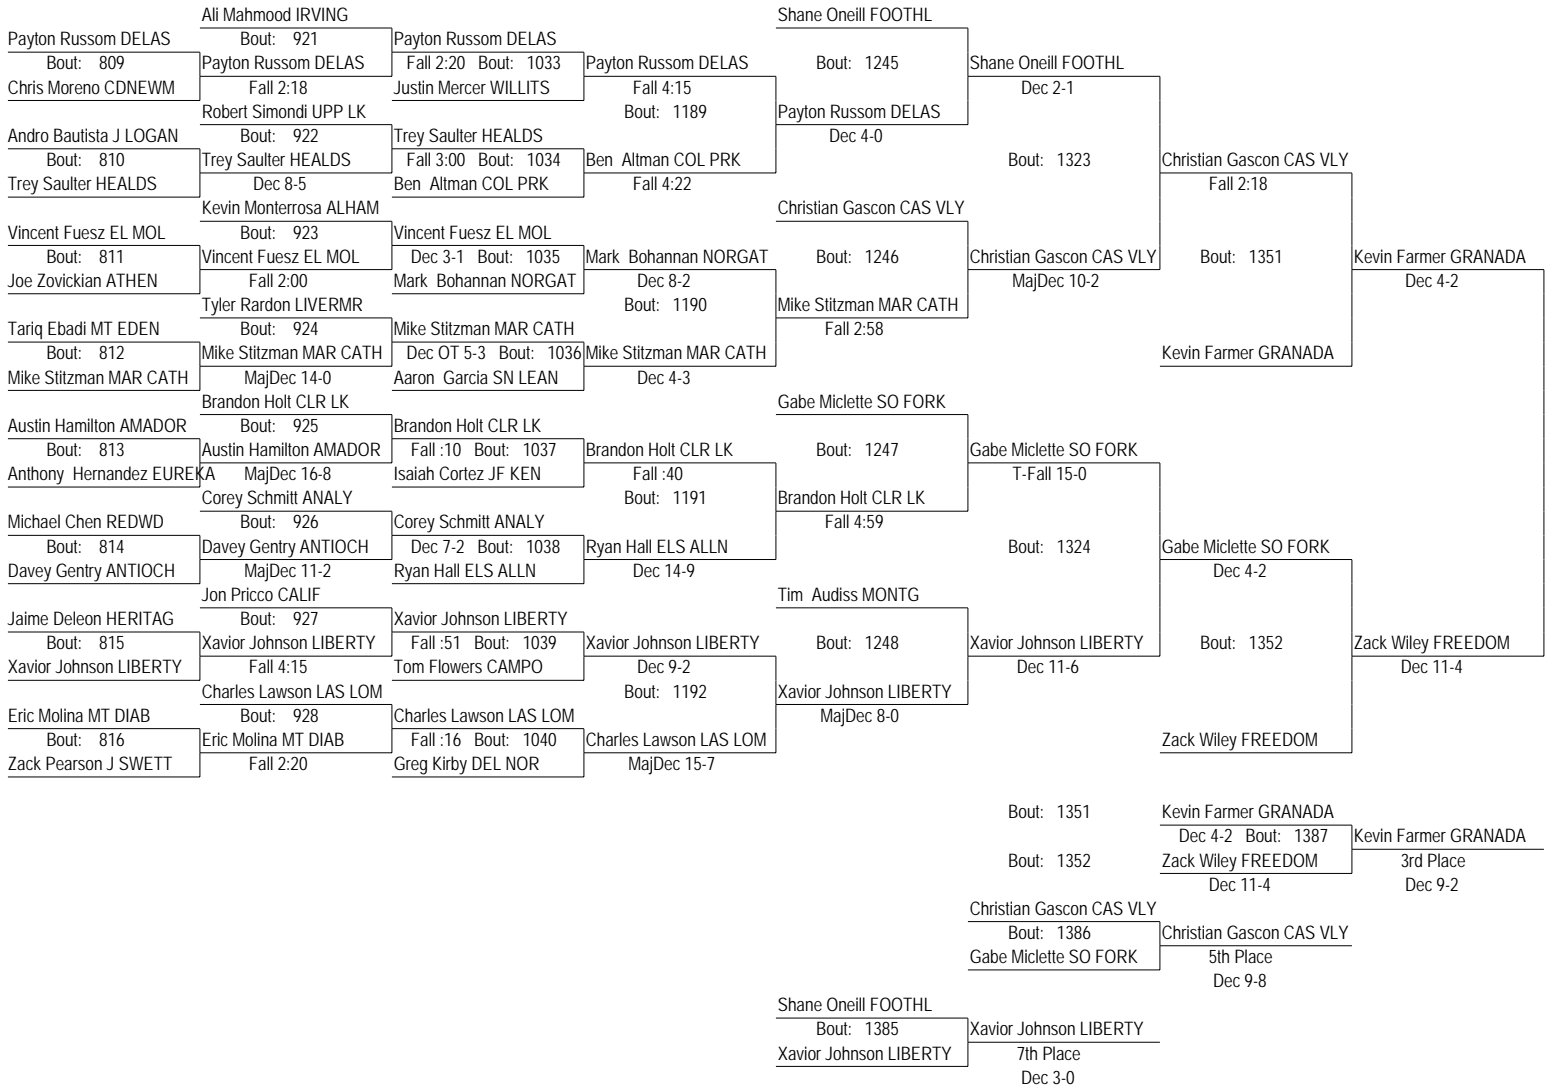 Ali Mahmood IRVING Shane Oneill FOOTHL
Payton Russom DELAS Bout: 921 Payton Russom DELAS
Bout: 809 Payton Russom DELAS Fall 2:20 Bout: 1033 Payton Russom DELAS Bout: 1245 Shane Oneill FOOTHL
Chris Moreno CDNEWM Fall 2:18 Justin Mercer WILLITS Fall 4:15 Dec 2-1
Robert Simondi UPP LK Bout: 1189 Payton Russom DELAS
Andro Bautista J LOGAN Bout: 922 Trey Saulter HEALDS Dec 4-0
Bout: 810 Trey Saulter HEALDS Fall 3:00 Bout: 1034 Ben Altman COL PRK Bout: 1323 Christian Gascon CAS VLY
Trey Saulter HEALDS Dec 8-5 Ben Altman COL PRK Fall 4:22 Fall 2:18
Kevin Monterrosa ALHAM Christian Gascon CAS VLY
Vincent Fuesz EL MOL Bout: 923 Vincent Fuesz EL MOL
Bout: 811 Vincent Fuesz EL MOL Dec 3-1 Bout: 1035 Mark Bohannan NORGAT Bout: 1246 Christian Gascon CAS VLY Bout: 1351 Kevin Farmer GRANADA
Joe Zovickian ATHEN Fall 2:00 Mark Bohannan NORGAT Dec 8-2 MajDec 10-2 Dec 4-2
Tyler Rardon LIVERMR Bout: 1190 Mike Stitzman MAR CATH
Tariq Ebadi MT EDEN Bout: 924 Mike Stitzman MAR CATH Fall 2:58
Bout: 812 Mike Stitzman MAR CATH Dec OT 5-3 Bout: 1036 Mike Stitzman MAR CATH Kevin Farmer GRANADA
Mike Stitzman MAR CATH MajDec 14-0 Aaron Garcia SN LEAN Dec 4-3
Brandon Holt CLR LK Gabe Miclette SO FORK
Austin Hamilton AMADOR Bout: 925 Brandon Holt CLR LK
Bout: 813 Austin Hamilton AMADOR Fall :10 Bout: 1037 Brandon Holt CLR LK Bout: 1247 Gabe Miclette SO FORK
Anthony Hernandez EUREKA MajDec 16-8 Isaiah Cortez JF KEN Fall :40 T-Fall 15-0
Corey Schmitt ANALY Bout: 1191 Brandon Holt CLR LK
Michael Chen REDWD Bout: 926 Corey Schmitt ANALY Fall 4:59
Bout: 814 Davey Gentry ANTIOCH Dec 7-2 Bout: 1038 Ryan Hall ELS ALLN Bout: 1324 Gabe Miclette SO FORK
Davey Gentry ANTIOCH MajDec 11-2 Ryan Hall ELS ALLN Dec 14-9 Dec 4-2
Jon Pricco CALIF Tim Audiss MONTG
Jaime Deleon HERITAG Bout: 927 Xavior Johnson LIBERTY
Bout: 815 Xavior Johnson LIBERTY Fall :51 Bout: 1039 Xavior Johnson LIBERTY Bout: 1248 Xavior Johnson LIBERTY Bout: 1352 Zack Wiley FREEDOM
Xavior Johnson LIBERTY Fall 4:15 Tom Flowers CAMPO Dec 9-2 Dec 11-6 Dec 11-4
Charles Lawson LAS LOM Bout: 1192 Xavior Johnson LIBERTY
Eric Molina MT DIAB Bout: 928 Charles Lawson LAS LOM MajDec 8-0
Bout: 816 Eric Molina MT DIAB Fall :16 Bout: 1040 Charles Lawson LAS LOM Zack Wiley FREEDOM
Zack Pearson J SWETT Fall 2:20 Greg Kirby DEL NOR MajDec 15-7
Bout: 1351 Kevin Farmer GRANADA
Dec 4-2 Bout: 1387 Kevin Farmer GRANADA
Bout: 1352 Zack Wiley FREEDOM 3rd Place
Dec 11-4 Dec 9-2
Christian Gascon CAS VLY
Bout: 1386 Christian Gascon CAS VLY
Gabe Miclette SO FORK 5th Place
Dec 9-8
Shane Oneill FOOTHL
Bout: 1385 Xavior Johnson LIBERTY
Xavior Johnson LIBERTY 7th Place
Dec 3-0